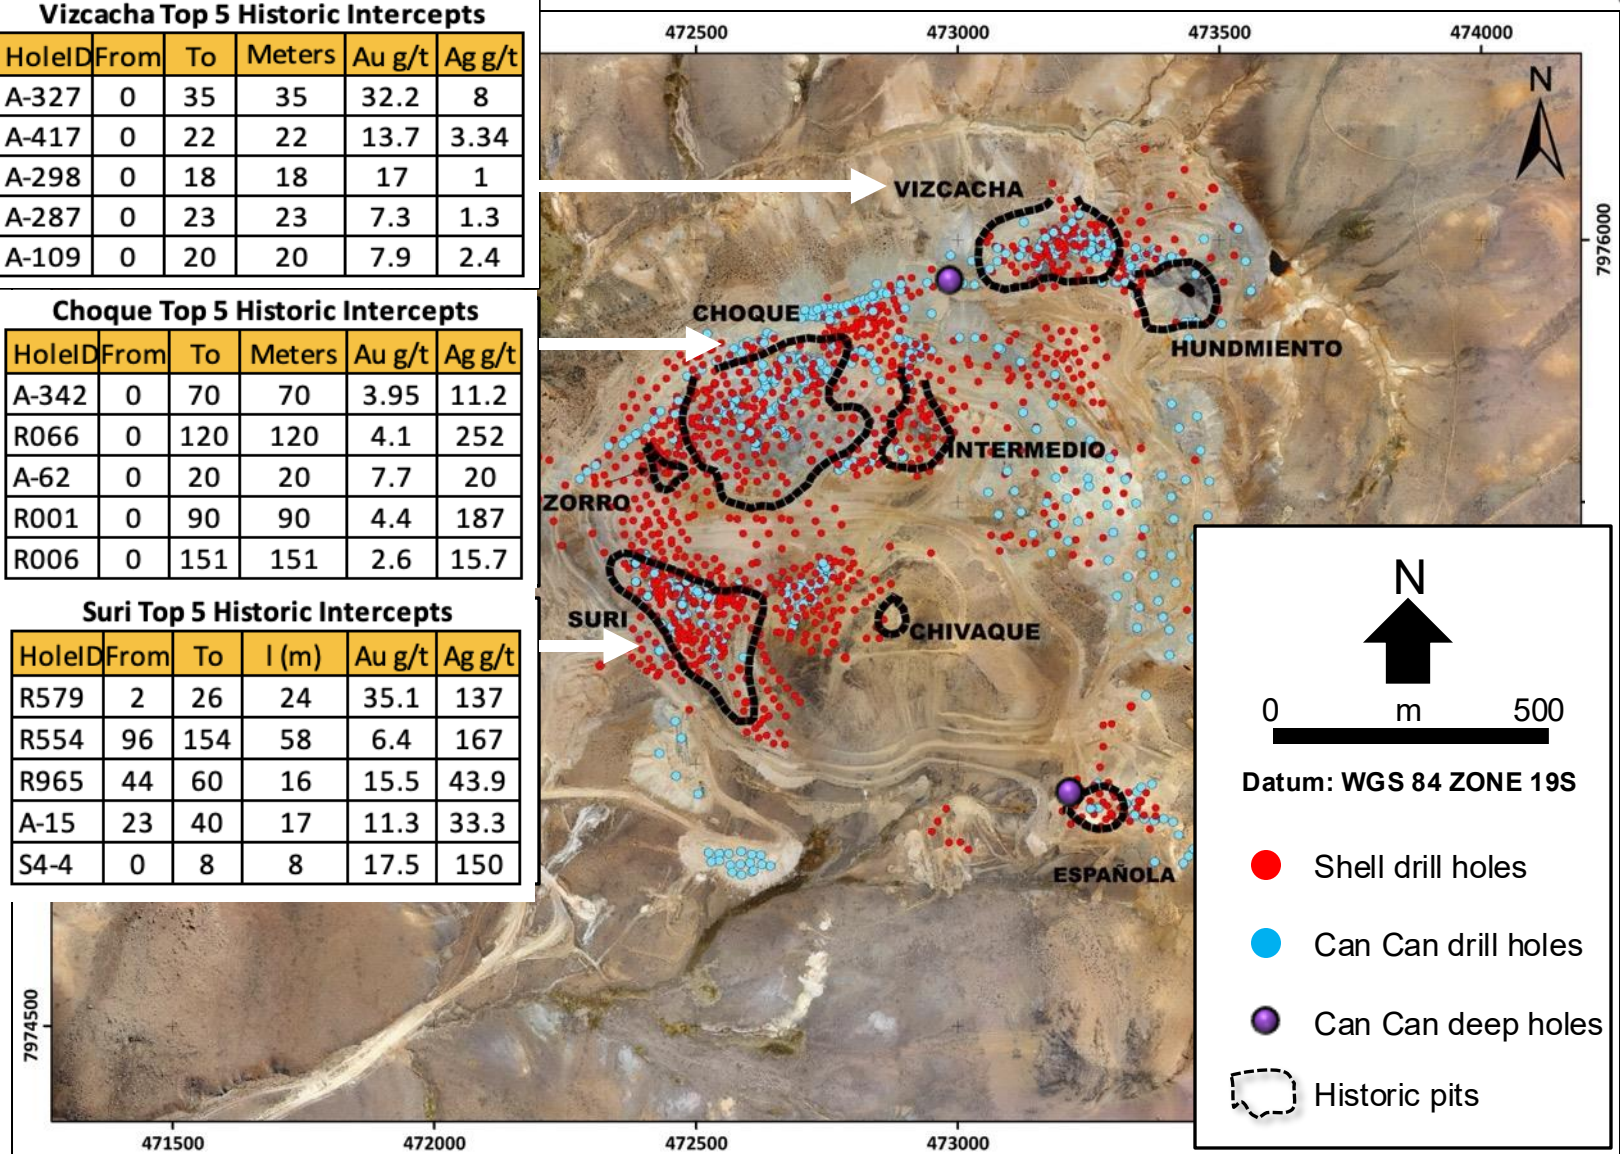 Vizcacha Top 5 Historic Intercepts
HoleID From To Meters Au g/t Ag g/t
A-327 0 35 35 32.2 8
A-417 0 22 22 13.7 3.34
A-298 0 18 18 17 1
A-287 0 23 23 7.3 1.3
A-109 0 20 20 7.9 2.4
Choque Top 5 Historic Intercepts
HoleID From To Meters Au g/t Ag g/t
A-342 0 70 70 3.95 11.2
R066 0 120 120 4.1 252
A-62 0 20 20 7.7 20
R001 0 90 90 4.4 187
R006 0 151 151 2.6 15.7
Suri Top 5 Historic Intercepts
HoleID From To l (m) Au g/t Ag g/t
R579 2 26 24 35.1 137
R554 96 154 58 6.4 167
R965 44 60 16 15.5 43.9
A-15 23 40 17 11.3 33.3
S4-4 0 8 8 17.5 150
472500 473000 473500 474000
N
7976000
VIZCACHA
CHOQUE
HUNDMIENTO
INTERMEDIO
ZORRO
SURI
CHIVAQUE
ESPAÑOLA
7974500
471500 472000 472500 473000
N
0 m 500
Datum: WGS 84 ZONE 19S
Shell drill holes
Can Can drill holes
Can Can deep holes
Historic pits